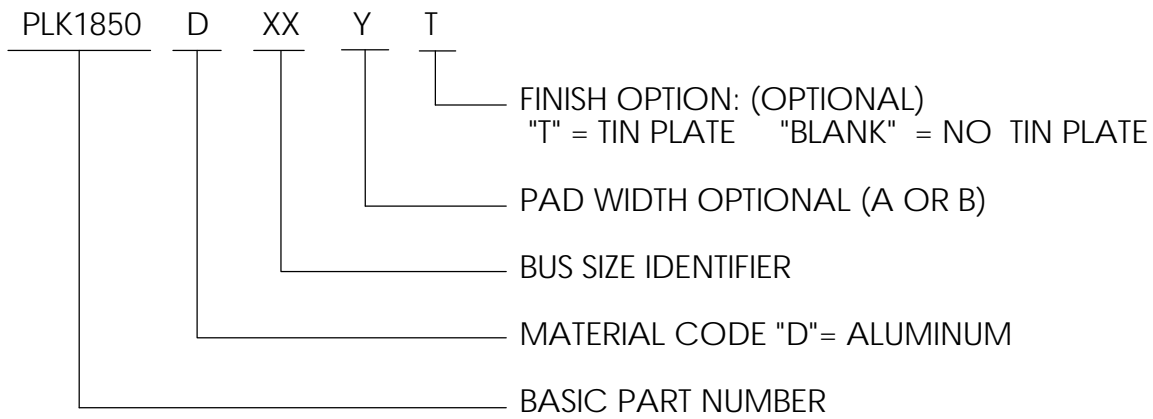 PLK1850 D XX Y T
FINISH OPTION: (OPTIONAL)
"T" = TIN PLATE "BLANK" = NO TIN PLATE
PAD WIDTH OPTIONAL (A OR B)
BUS SIZE IDENTIFIER
MATERIAL CODE "D"= ALUMINUM
BASIC PART NUMBER